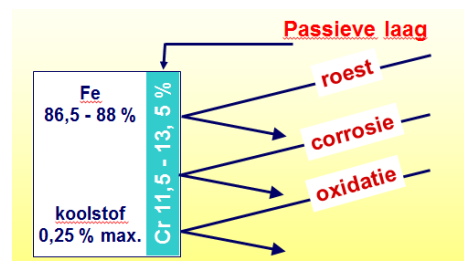 Passieve laag
Fe
86,5 - 88 %
koolstof
0,25 % max.
Cr 11,5 - 13, 5 %
roest
corrosie
oxidatie